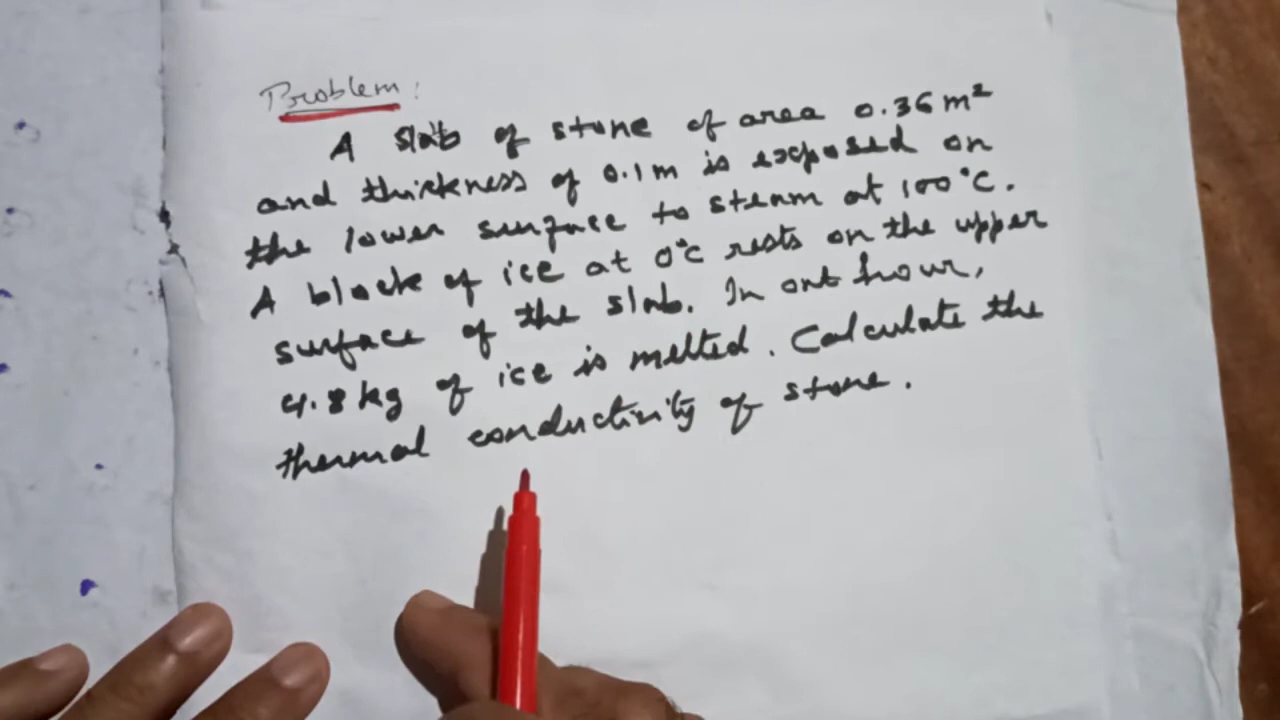 Problem:
A slab of stone of area 0.36 m²
and thickness of 0.1m is exposed on
the lower surface to steam at 100°C.
A block of ice at 0°C rests on the upper
surface of the slab. In one hour,
4.8 kg of ice is melted. Calculate the
thermal conductivity of stone.